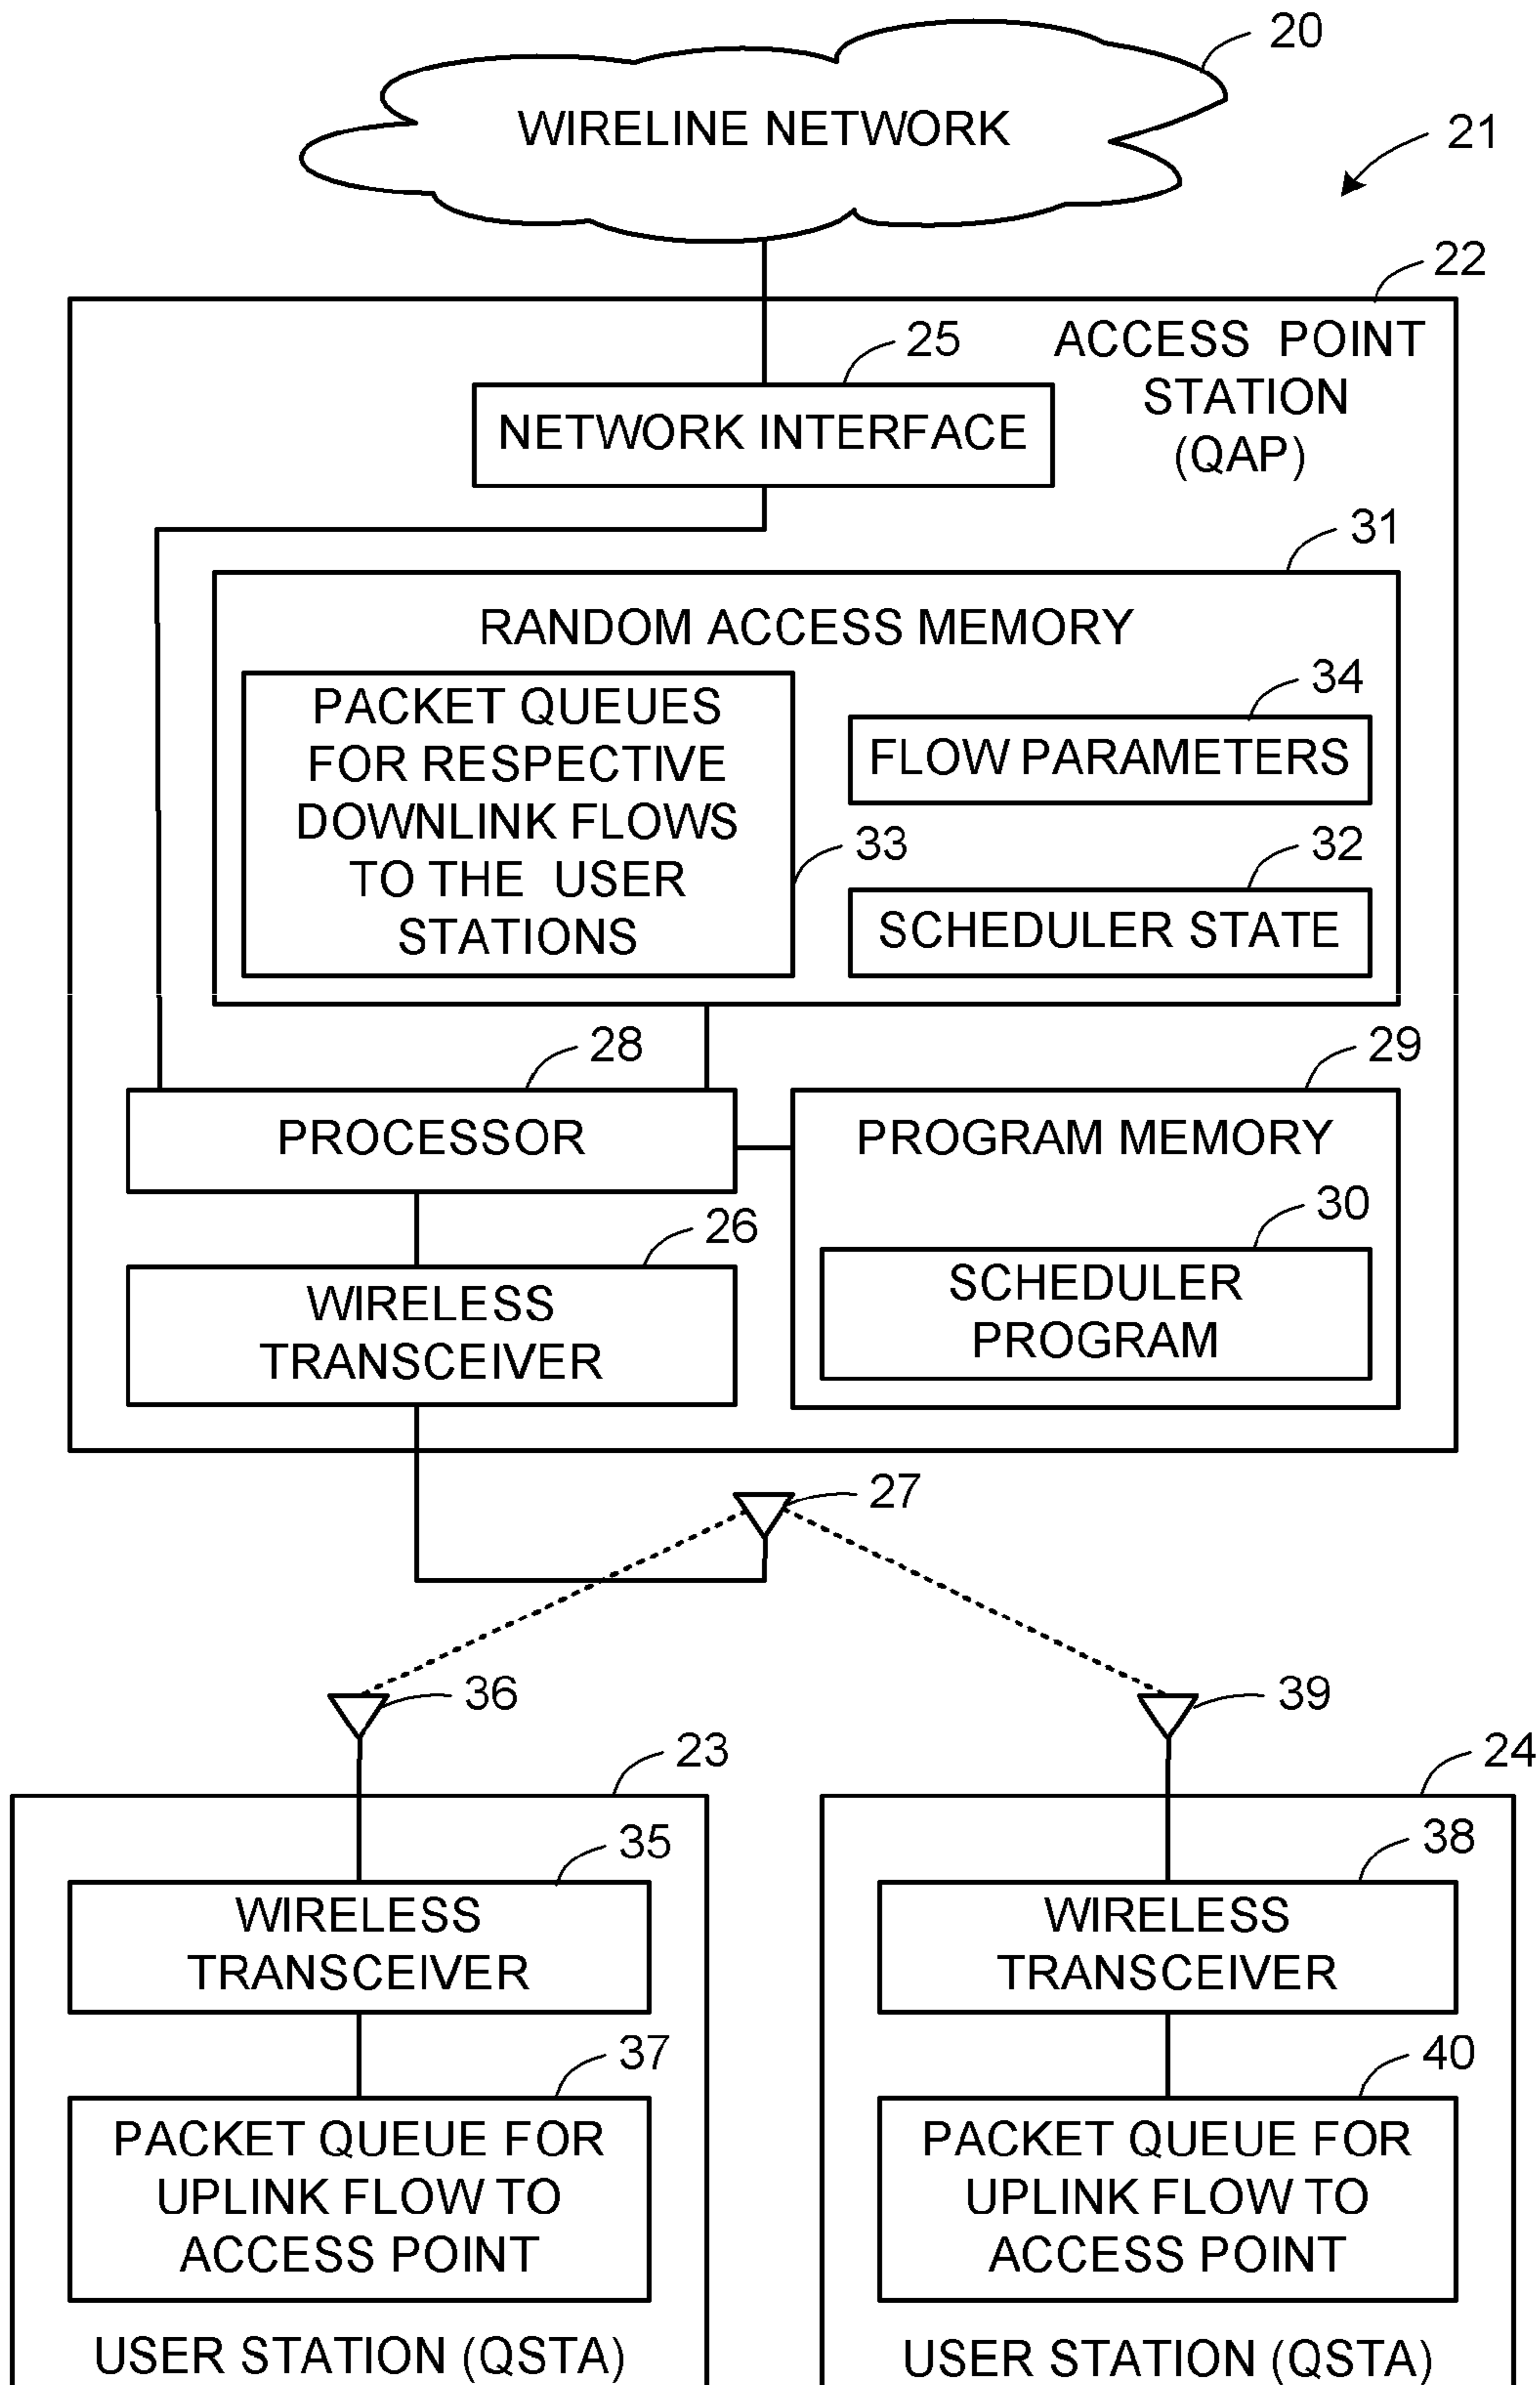 20
WIRELINE NETWORK
21
22
ACCESS POINT
STATION
(QAP)
25
NETWORK INTERFACE
31
RANDOM ACCESS MEMORY
PACKET QUEUES
FOR RESPECTIVE
DOWNLINK FLOWS
TO THE USER
STATIONS
33
34
FLOW PARAMETERS
32
SCHEDULER STATE
28
PROCESSOR
29
PROGRAM MEMORY
30
SCHEDULER
PROGRAM
26
WIRELESS
TRANSCEIVER
27
36
39
23
35
WIRELESS
TRANSCEIVER
37
PACKET QUEUE FOR
UPLINK FLOW TO
ACCESS POINT
USER STATION (QSTA)
24
38
WIRELESS
TRANSCEIVER
40
PACKET QUEUE FOR
UPLINK FLOW TO
ACCESS POINT
USER STATION (QSTA)